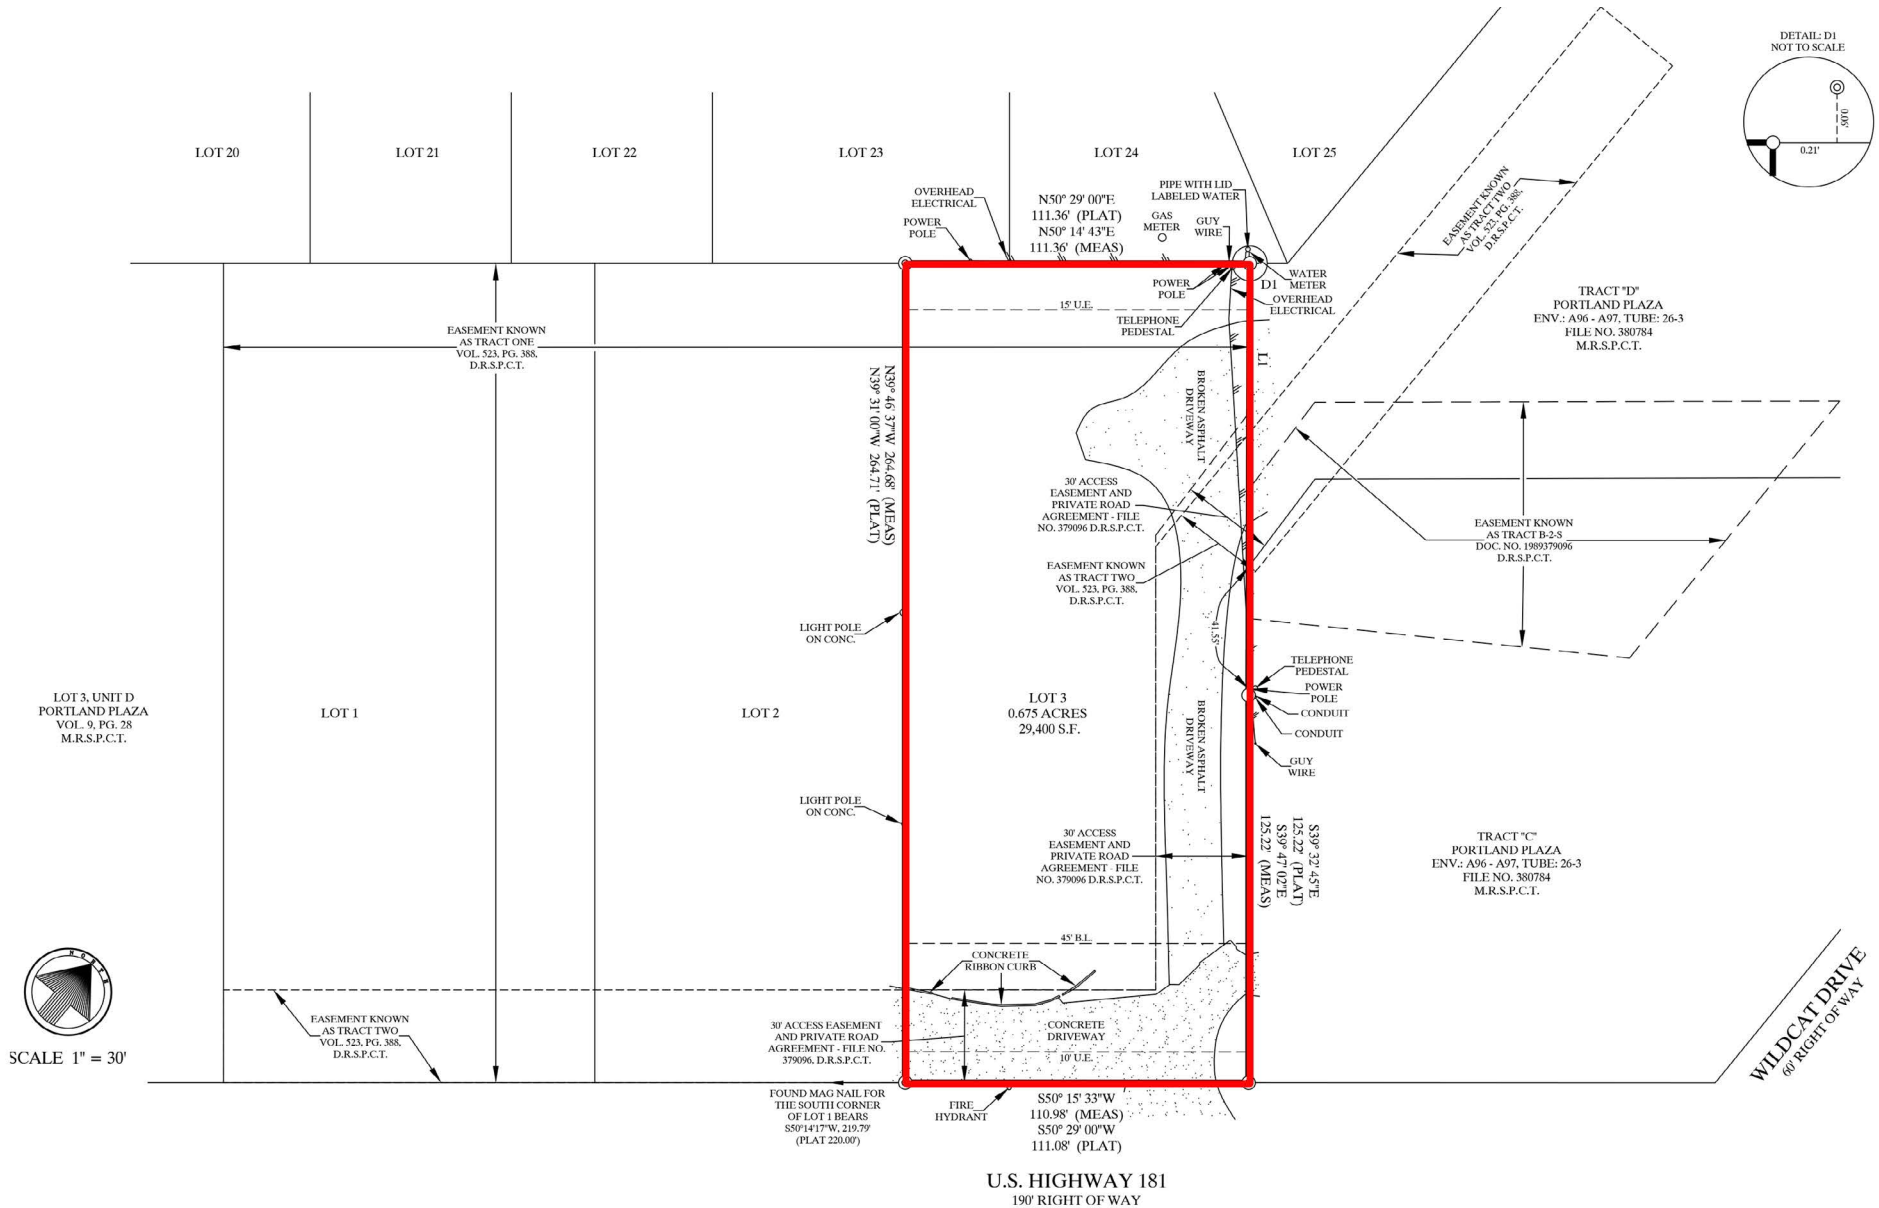 DETAIL: D1
NOT TO SCALE
0.05'
0.21'
LOT 20
LOT 21
LOT 22
LOT 23
LOT 24
LOT 25
OVERHEAD
ELECTRICAL
POWER
POLE
N50° 29' 00"E
111.36' (PLAT)
N50° 14' 43"E
111.36' (MEAS)
GAS
METER
PIPE WITH LID
LABELED WATER
GUY
WIRE
EASEMENT KNOWN
AS TRACT TWO
VOL. 523, PG. 388,
D.R.S.P.C.T.
POWER
POLE
D1
WATER
METER
OVERHEAD
ELECTRICAL
TELEPHONE
PEDESTAL
15' U.E.
L1
TRACT "D"
PORTLAND PLAZA
ENV.: A96 - A97, TUBE: 26-3
FILE NO. 380784
M.R.S.P.C.T.
EASEMENT KNOWN
AS TRACT ONE
VOL. 523, PG. 388,
D.R.S.P.C.T.
N39° 46' 37"W 264.68' (MEAS)
N39° 31' 00"W 264.71' (PLAT)
BROKEN ASPHALT
DRIVEWAY
30' ACCESS
EASEMENT AND
PRIVATE ROAD
AGREEMENT - FILE
NO. 379096 D.R.S.P.C.T.
EASEMENT KNOWN
AS TRACT TWO
VOL. 523, PG. 388,
D.R.S.P.C.T.
EASEMENT KNOWN
AS TRACT B-2-S
DOC. NO. 1989379096
D.R.S.P.C.T.
41.55'
LIGHT POLE
ON CONC.
TELEPHONE
PEDESTAL
POWER
POLE
CONDUIT
CONDUIT
GUY
WIRE
LOT 3, UNIT D
PORTLAND PLAZA
VOL. 9, PG. 28
M.R.S.P.C.T.
LOT 1
LOT 2
LOT 3
0.675 ACRES
29,400 S.F.
BROKEN ASPHALT
DRIVEWAY
LIGHT POLE
ON CONC.
30' ACCESS
EASEMENT AND
PRIVATE ROAD
AGREEMENT - FILE
NO. 379096 D.R.S.P.C.T.
S39° 32' 45"E
125.22' (PLAT)
S39° 47' 02"E
125.22' (MEAS)
TRACT "C"
PORTLAND PLAZA
ENV.: A96 - A97, TUBE: 26-3
FILE NO. 380784
M.R.S.P.C.T.
45' B.L.
CONCRETE
RIBBON CURB
NORTH
SCALE 1" = 30'
EASEMENT KNOWN
AS TRACT TWO
VOL. 523, PG. 388,
D.R.S.P.C.T.
30' ACCESS EASEMENT
AND PRIVATE ROAD
AGREEMENT - FILE NO.
379096, D.R.S.P.C.T.
CONCRETE
DRIVEWAY
10' U.E.
WILDCAT DRIVE
60' RIGHT OF WAY
FOUND MAG NAIL FOR
THE SOUTH CORNER
OF LOT 1 BEARS
S50°14'17"W, 219.79'
(PLAT 220.00')
FIRE
HYDRANT
S50° 15' 33"W
110.98' (MEAS)
S50° 29' 00"W
111.08' (PLAT)
U.S. HIGHWAY 181
190' RIGHT OF WAY